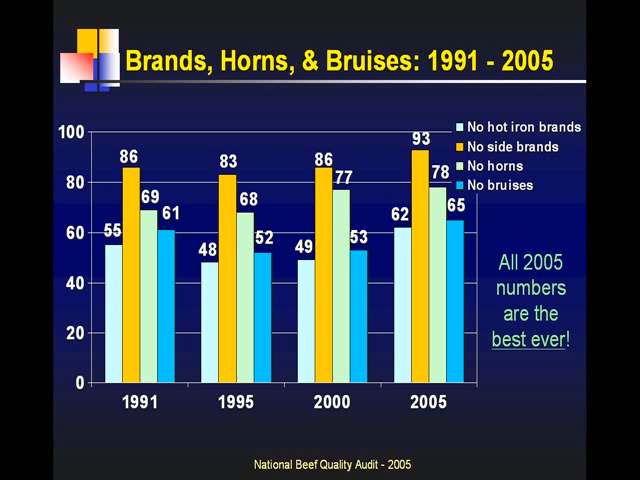 Brands, Horns, & Bruises: 1991 - 2005
No hot iron brands
No side brands
No horns
No bruises
100
80
60
40
20
0
55
86
69
61
48
83
68
52
49
86
77
53
62
93
78
65
1991
1995
2000
2005
All 2005
numbers
are the
best ever!
National Beef Quality Audit - 2005